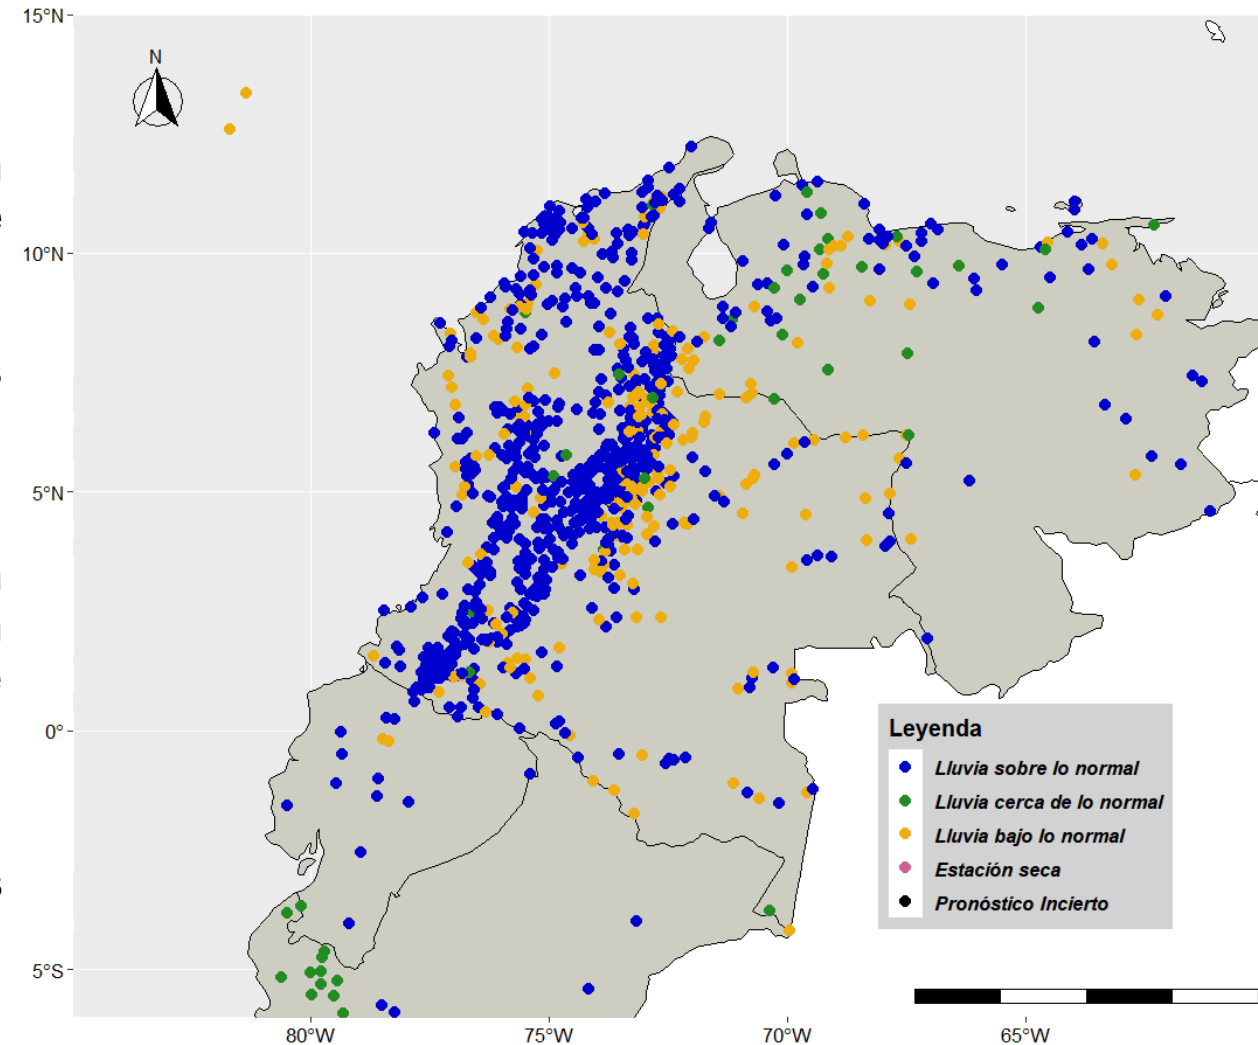 15°N
N
10°N
5°N
0°
5°S
Leyenda
Lluvia sobre lo normal
Lluvia cerca de lo normal
Lluvia bajo lo normal
Estación seca
Pronóstico Incierto
80°W
75°W
70°W
65°W